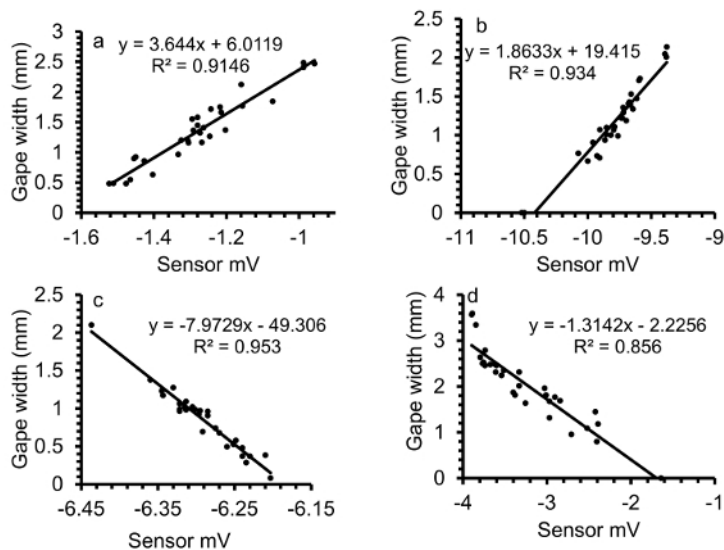 a
y = 3.644x + 6.0119
R² = 0.9146
Gape width (mm)
3
2.5
2
1.5
1
0.5
0
-1.6
-1.4
-1.2
-1
Sensor mV
b
y = 1.8633x + 19.415
R² = 0.934
Gape width (mm)
2.5
2
1.5
1
0.5
0
-11
-10.5
-10
-9.5
-9
Sensor mV
c
y = -7.9729x - 49.306
R² = 0.953
Gape width (mm)
2.5
2
1.5
1
0.5
0
-6.45
-6.35
-6.25
-6.15
Sensor mV
d
y = -1.3142x - 2.2256
R² = 0.856
Gape width (mm)
4
3
2
1
0
-4
-3
-2
-1
Sensor mV